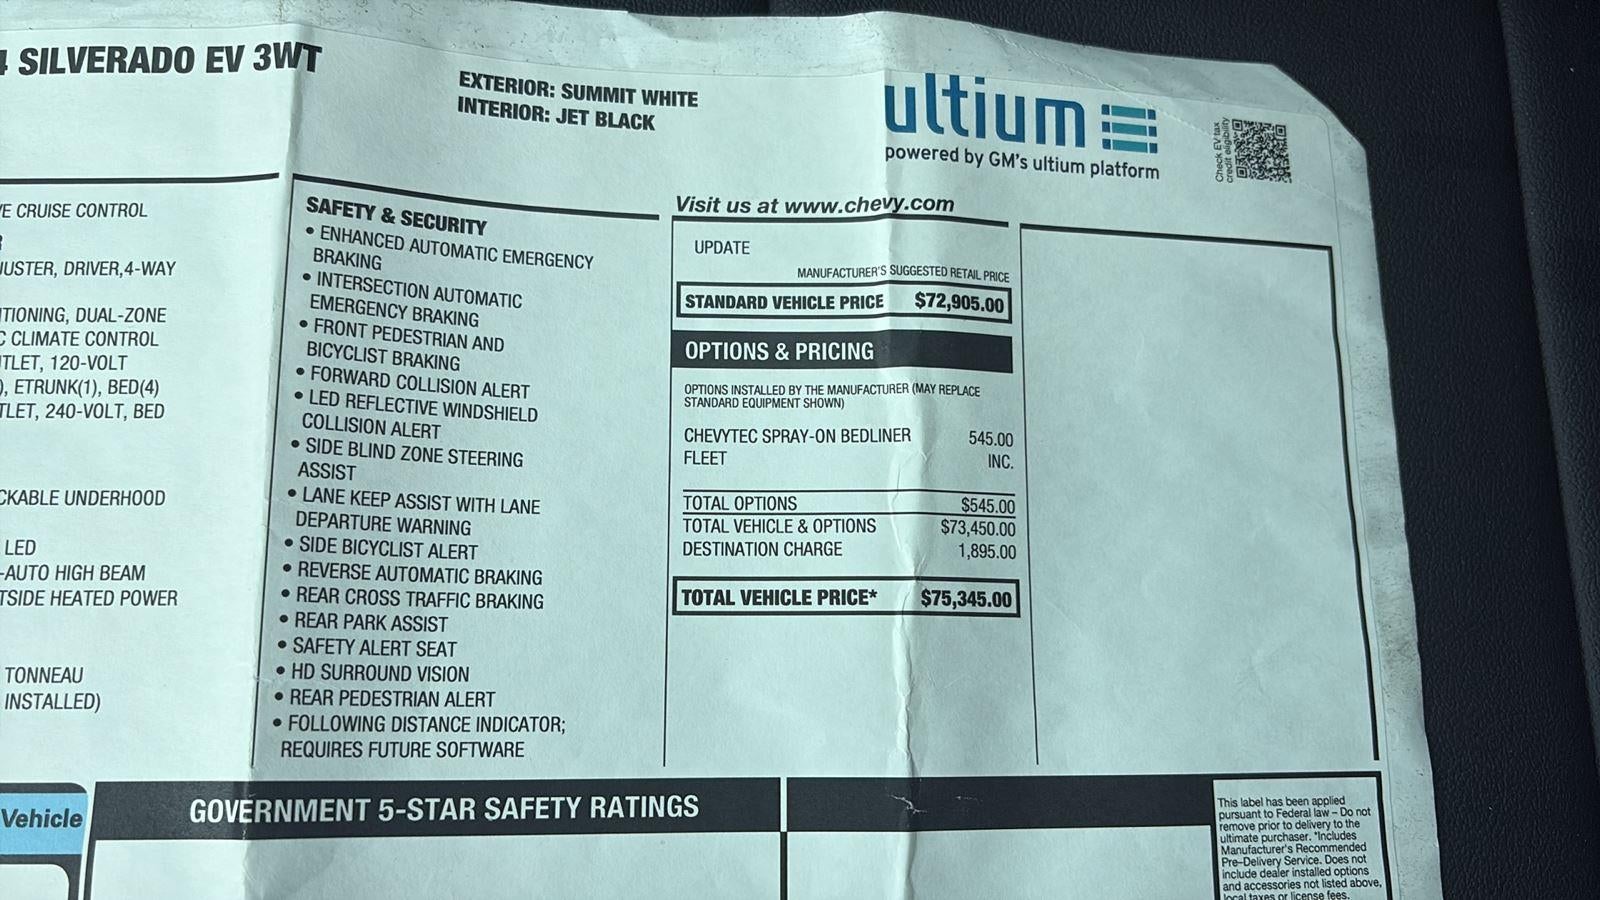 4 SILVERADO EV 3WT
EXTERIOR: SUMMIT WHITE
INTERIOR: JET BLACK
ultium
powered by GM's ultium platform
Check EV tax
credit eligibility
CRUISE CONTROL
DRIVER,4-WAY
DUAL-ZONE
CLIMATE CONTROL
120-VOLT
ETRUNK(1), BED(4)
240-VOLT, BED
UNDERHOOD
LED
-AUTO HIGH BEAM
HEATED POWER
TONNEAU
INSTALLED)
SAFETY & SECURITY
• ENHANCED AUTOMATIC EMERGENCY
BRAKING
• INTERSECTION AUTOMATIC
EMERGENCY BRAKING
• FRONT PEDESTRIAN AND
BICYCLIST BRAKING
• FORWARD COLLISION ALERT
• LED REFLECTIVE WINDSHIELD
COLLISION ALERT
• SIDE BLIND ZONE STEERING
ASSIST
• LANE KEEP ASSIST WITH LANE
DEPARTURE WARNING
• SIDE BICYCLIST ALERT
• REVERSE AUTOMATIC BRAKING
• REAR CROSS TRAFFIC BRAKING
• REAR PARK ASSIST
• SAFETY ALERT SEAT
• HD SURROUND VISION
• REAR PEDESTRIAN ALERT
• FOLLOWING DISTANCE INDICATOR;
REQUIRES FUTURE SOFTWARE
Visit us at www.chevy.com
UPDATE
MANUFACTURER'S SUGGESTED RETAIL PRICE
STANDARD VEHICLE PRICE $72,905.00
OPTIONS & PRICING
OPTIONS INSTALLED BY THE MANUFACTURER (MAY REPLACE
STANDARD EQUIPMENT SHOWN)
CHEVYTEC SPRAY-ON BEDLINER 545.00
FLEET INC.
TOTAL OPTIONS $545.00
TOTAL VEHICLE & OPTIONS $73,450.00
DESTINATION CHARGE 1,895.00
TOTAL VEHICLE PRICE* $75,345.00
Vehicle
GOVERNMENT 5-STAR SAFETY RATINGS
This label has been applied
pursuant to Federal law – Do not
remove prior to delivery to the
ultimate purchaser. *Includes
Manufacturer's Recommended
Pre-Delivery Service. Does not
include dealer installed options
and accessories not listed above,
local taxes or license fees.